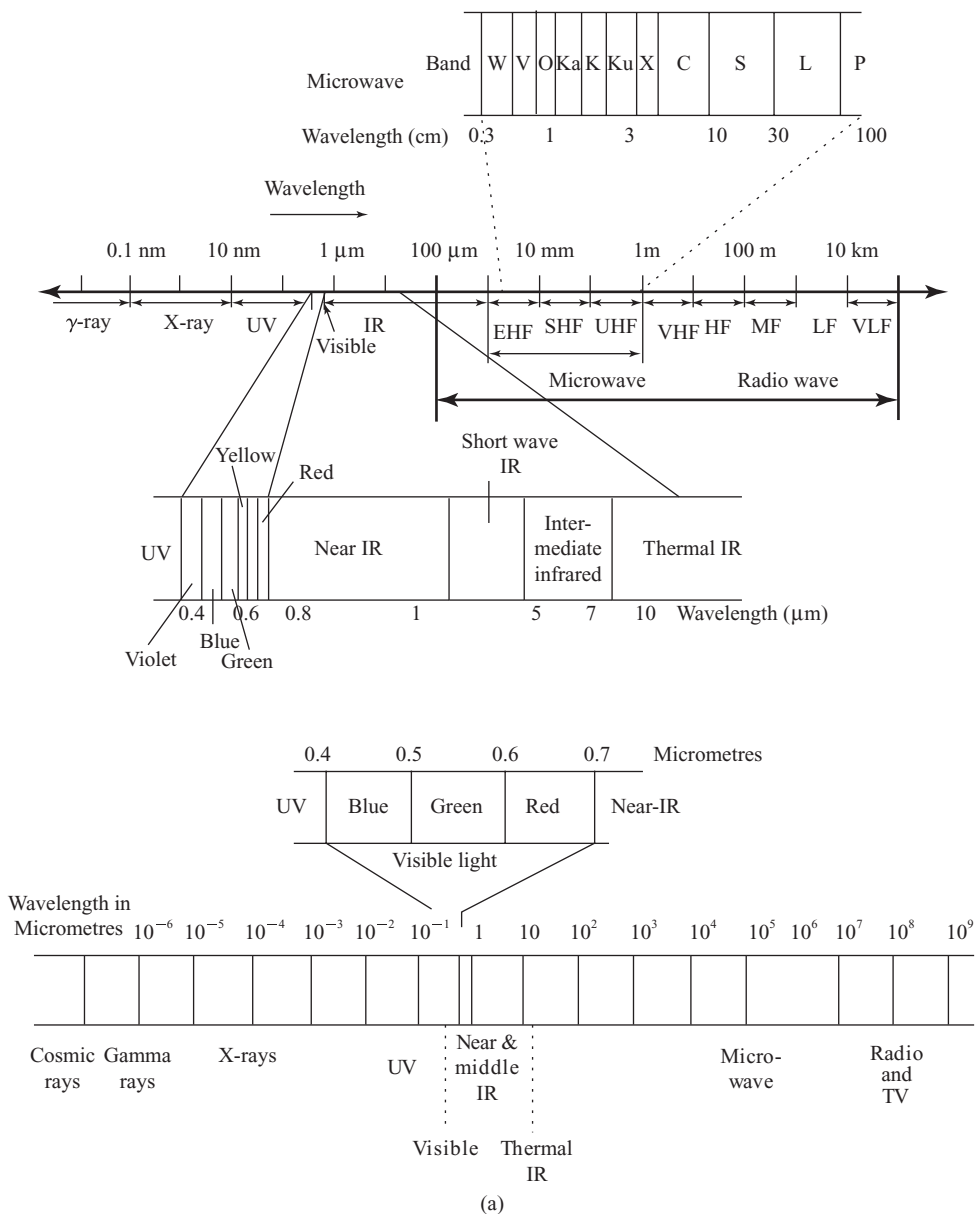 Band W V O Ka K Ku X C S L P
Microwave
Wavelength (cm) 0.3 1 3 10 30 100
Wavelength
0.1 nm 10 nm 1 μm 100 μm 10 mm 1m 100 m 10 km
γ-ray X-ray UV IR EHF SHF UHF VHF HF MF LF VLF
Visible
Microwave Radio wave
Short wave
IR
Yellow
Red
UV Near IR Inter-
mediate
infrared Thermal IR
0.4 0.6 0.8 1 5 7 10 Wavelength (μm)
Violet Blue Green
0.4 0.5 0.6 0.7 Micrometres
UV Blue Green Red Near-IR
Visible light
Wavelength in
Micrometres 10⁻⁶ 10⁻⁵ 10⁻⁴ 10⁻³ 10⁻² 10⁻¹ 1 10 10² 10³ 10⁴ 10⁵ 10⁶ 10⁷ 10⁸ 10⁹
Cosmic
rays
Gamma
rays
X-rays
UV
Near &
middle
IR
Micro-
wave
Radio
and
TV
Visible
Thermal
IR
(a)